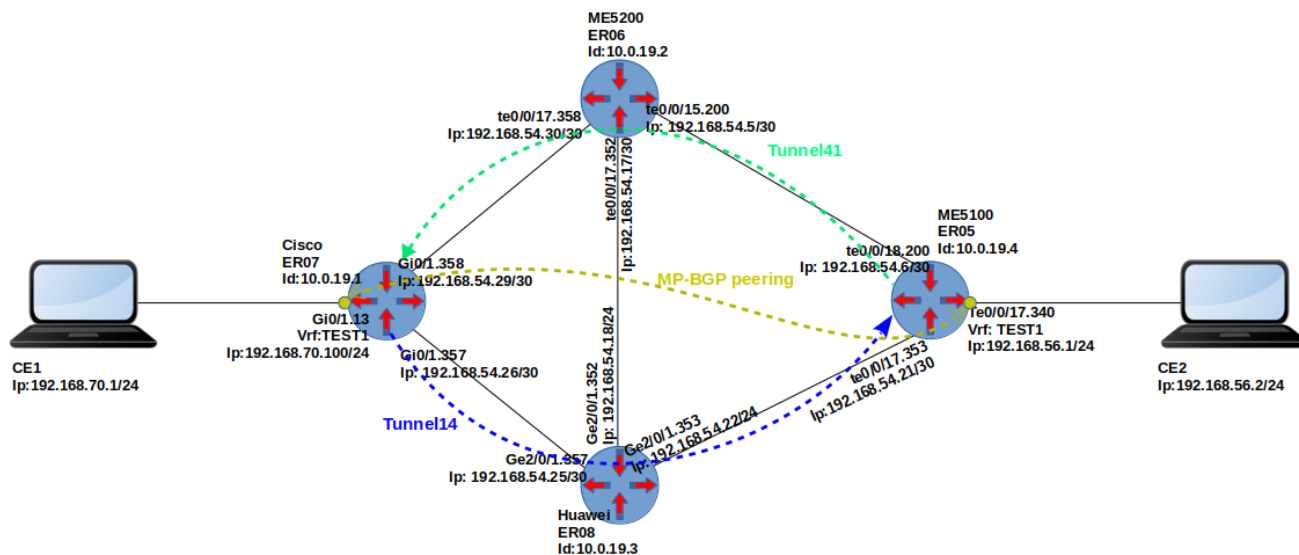 ME5200
ER06
Id:10.0.19.2
te0/0/17.358
Ip:192.168.54.30/30
te0/0/15.200
Ip: 192.168.54.5/30
te0/0/17.352
Ip:192.168.54.17/30
Tunnel41
ME5100
ER05
Id:10.0.19.4
te0/0/18.200
Ip: 192.168.54.6/30
Cisco
ER07
Id:10.0.19.1
Gi0/1.358
Ip:192.168.54.29/30
MP-BGP peering
Gi0/1.13
Vrf:TEST1
Ip:192.168.70.100/24
Te0/0/17.340
Vrf: TEST1
Ip:192.168.56.1/24
CE1
Ip:192.168.70.1/24
CE2
Ip:192.168.56.2/24
Gi0/1.357
Ip: 192.168.54.26/30
Ge2/0/1.352
Ip: 192.168.54.18/24
te0/0/17.353
Ip:192.168.54.21/30
Tunnel14
Ge2/0/1.353
Ip: 192.168.54.22/24
Ge2/0/1.357
Ip: 192.168.54.25/30
Huawei
ER08
Id:10.0.19.3